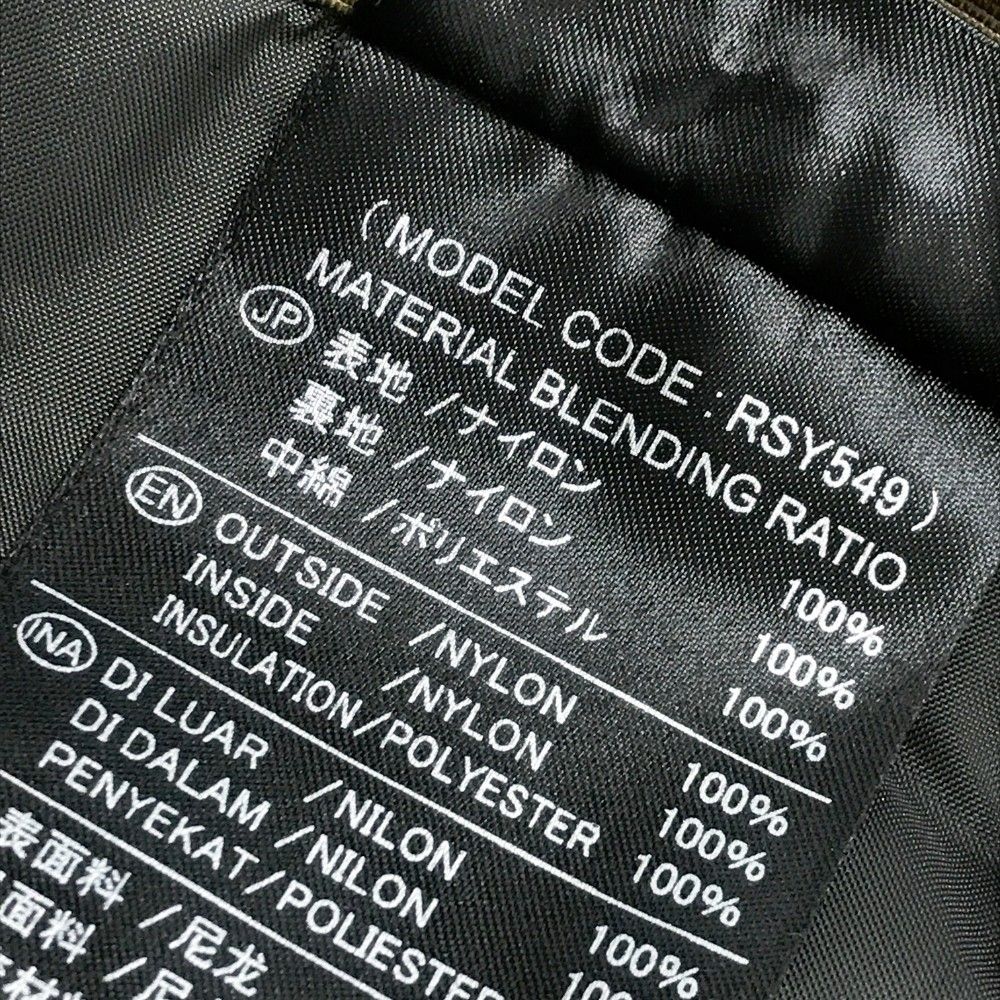 (MODEL CODE : RSY549)
MATERIAL BLENDING RATIO
JP 表地 /ナイロン 100%
裏地 /ナイロン 100%
中綿 /ポリエステル 100%
EN OUTSIDE /NYLON 100%
INSIDE /NYLON 100%
INSULATION/POLYESTER 100%
INA DI LUAR /NILON 100%
DI DALAM /NILON
PENYEKAT/POLIESTER
表面料 /尼龙
面料 /尼